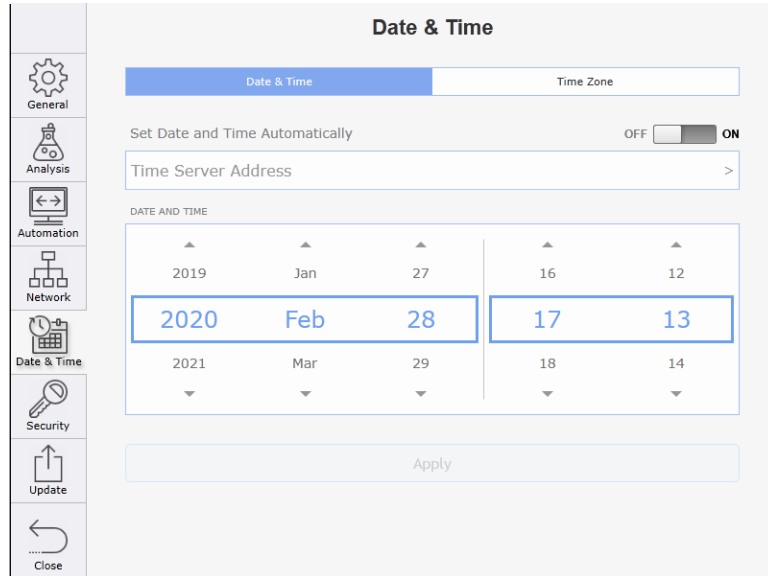 Date & Time
General
Analysis
Automation
Network
Date & Time
Security
Update
Close
Date & Time Time Zone
Set Date and Time Automatically OFF ON
Time Server Address >
DATE AND TIME
2019 Jan 27 16 12
2020 Feb 28 17 13
2021 Mar 29 18 14
Apply